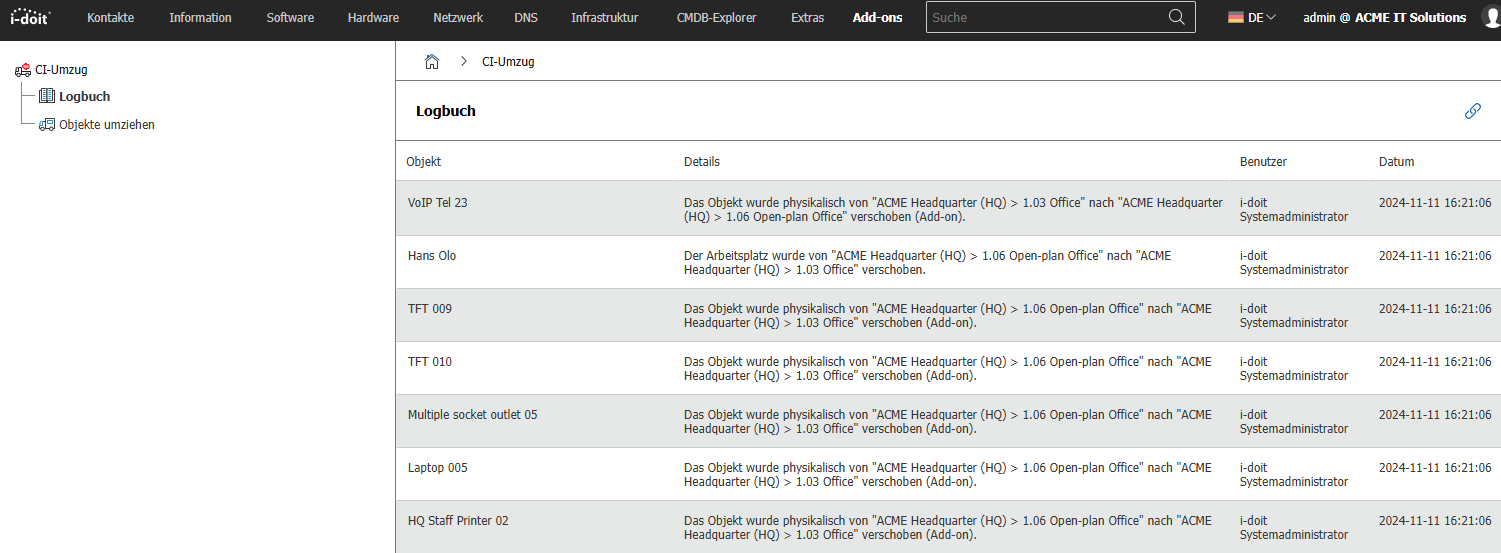 i-doit
Kontakte
Information
Software
Hardware
Netzwerk
DNS
Infrastruktur
CMDB-Explorer
Extras
Add-ons
Suche
DE
admin @ ACME IT Solutions
CI-Umzug
Logbuch
Objekte umziehen
CI-Umzug
Logbuch
Objekt
Details
Benutzer
Datum
VoIP Tel 23
Das Objekt wurde physikalisch von "ACME Headquarter (HQ) > 1.03 Office" nach "ACME Headquarter
(HQ) > 1.06 Open-plan Office" verschoben (Add-on).
i-doit
Systemadministrator
2024-11-11 16:21:06
Hans Olo
Der Arbeitsplatz wurde von "ACME Headquarter (HQ) > 1.06 Open-plan Office" nach "ACME
Headquarter (HQ) > 1.03 Office" verschoben.
i-doit
Systemadministrator
2024-11-11 16:21:06
TFT 009
Das Objekt wurde physikalisch von "ACME Headquarter (HQ) > 1.06 Open-plan Office" nach "ACME
Headquarter (HQ) > 1.03 Office" verschoben (Add-on).
i-doit
Systemadministrator
2024-11-11 16:21:06
TFT 010
Das Objekt wurde physikalisch von "ACME Headquarter (HQ) > 1.06 Open-plan Office" nach "ACME
Headquarter (HQ) > 1.03 Office" verschoben (Add-on).
i-doit
Systemadministrator
2024-11-11 16:21:06
Multiple socket outlet 05
Das Objekt wurde physikalisch von "ACME Headquarter (HQ) > 1.06 Open-plan Office" nach "ACME
Headquarter (HQ) > 1.03 Office" verschoben (Add-on).
i-doit
Systemadministrator
2024-11-11 16:21:06
Laptop 005
Das Objekt wurde physikalisch von "ACME Headquarter (HQ) > 1.06 Open-plan Office" nach "ACME
Headquarter (HQ) > 1.03 Office" verschoben (Add-on).
i-doit
Systemadministrator
2024-11-11 16:21:06
HQ Staff Printer 02
Das Objekt wurde physikalisch von "ACME Headquarter (HQ) > 1.06 Open-plan Office" nach "ACME
Headquarter (HQ) > 1.03 Office" verschoben (Add-on).
i-doit
Systemadministrator
2024-11-11 16:21:06